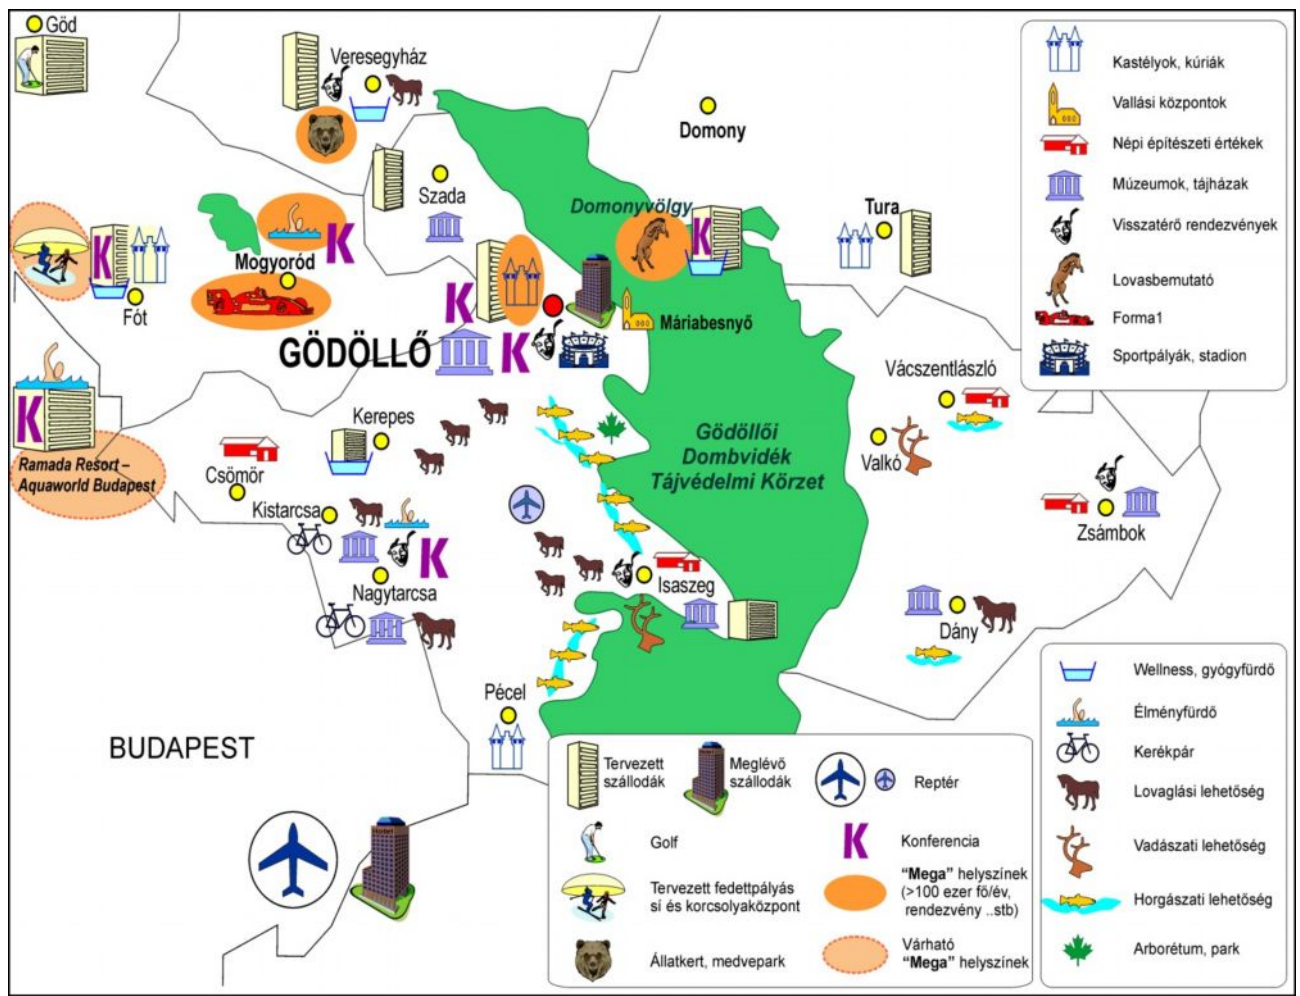 Göd
Veresegyház
Domony
Szada
Domonyvölgy
Tura
K
K
K
Mogyoród
Fót
K
Máriabesnyő
GÖDÖLLŐ
K
Vácszentlászló
K
Kerepes
Gödöllői
Dombvidék
Tájvédelmi Körzet
Valkó
Ramada Resort –
Aquaworld Budapest
Csömör
Kistarcsa
Zsámbok
K
Nagytarcsa
Isaszeg
Dány
Pécel
BUDAPEST
Kastélyok, kúriák
Vallási központok
Népi építészeti értékek
Múzeumok, tájházak
Visszatérő rendezvények
Lovasbemutató
Forma1
Sportpályák, stadion
Wellness, gyógyfürdő
Élményfürdő
Kerékpár
Lovaglási lehetőség
Vadászati lehetőség
Horgászati lehetőség
Arborétum, park
Tervezett
szállodák
Meglévő
szállodák
Reptér
Golf
K
Konferencia
Tervezett fedettpályás
sí és korcsolyaközpont
"Mega" helyszínek
(>100 ezer fő/év,
rendezvény ..stb)
Állatkert, medvepark
Várható
"Mega" helyszínek